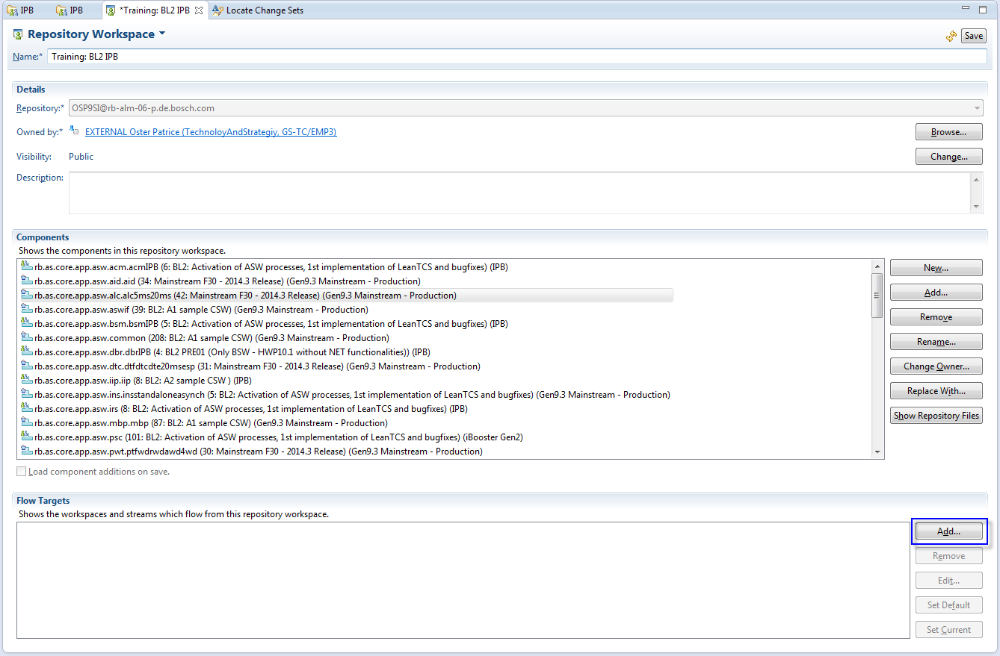 IPB IPB *Training: BL2 IPB Locate Change Sets
Repository Workspace Save
Name:* Training: BL2 IPB
Details
Repository:* OSP9SI@rb-alm-06-p.de.bosch.com
Owned by:* EXTERNAL Oster Patrice (TechnoloyAndStrategiy, GS-TC/EMP3) Browse...
Visibility: Public Change...
Description:
Components
Shows the components in this repository workspace.
rb.as.core.app.asw.acm.acmIPB (6: BL2: Activation of ASW processes, 1st implementation of LeanTCS and bugfixes) (IPB) New...
rb.as.core.app.asw.aid.aid (34: Mainstream F30 - 2014.3 Release) (Gen9.3 Mainstream - Production)
rb.as.core.app.asw.alc.alc5ms20ms (42: Mainstream F30 - 2014.3 Release) (Gen9.3 Mainstream - Production) Add...
rb.as.core.app.asw.aswif (39: BL2: A1 sample CSW) (Gen9.3 Mainstream - Production)
rb.as.core.app.asw.bsm.bsmIPB (5: BL2: Activation of ASW processes, 1st implementation of LeanTCS and bugfixes) (IPB) Remove
rb.as.core.app.asw.common (208: BL2: A1 sample CSW) (Gen9.3 Mainstream - Production) Rename...
rb.as.core.app.asw.dbr.dbrIPB (4: BL2 PRE01 (Only BSW - HWP10.1 without NET functionalities)) (IPB)
rb.as.core.app.asw.dtc.dtfdtcdte20msesp (31: Mainstream F30 - 2014.3 Release) (Gen9.3 Mainstream - Production) Change Owner...
rb.as.core.app.asw.iip.iip (8: BL2: A2 sample CSW ) (IPB)
rb.as.core.app.asw.ins.insstandaloneasynch (5: BL2: Activation of ASW processes, 1st implementation of LeanTCS and bugfixes) (Gen9.3 Mainstream - Production) Replace With...
rb.as.core.app.asw.irs (8: BL2: Activation of ASW processes, 1st implementation of LeanTCS and bugfixes) (IPB) Show Repository Files
rb.as.core.app.asw.mbp.mbp (87: BL2: A1 sample CSW) (Gen9.3 Mainstream - Production)
rb.as.core.app.asw.psc (101: BL2: Activation of ASW processes, 1st implementation of LeanTCS and bugfixes) (iBooster Gen2)
rb.as.core.app.asw.pwt.ptfwdrwdawd4wd (30: Mainstream F30 - 2014.3 Release) (Gen9.3 Mainstream - Production)
Load component additions on save.
Flow Targets
Shows the workspaces and streams which flow from this repository workspace.
Add...
Remove
Edit...
Set Default
Set Current